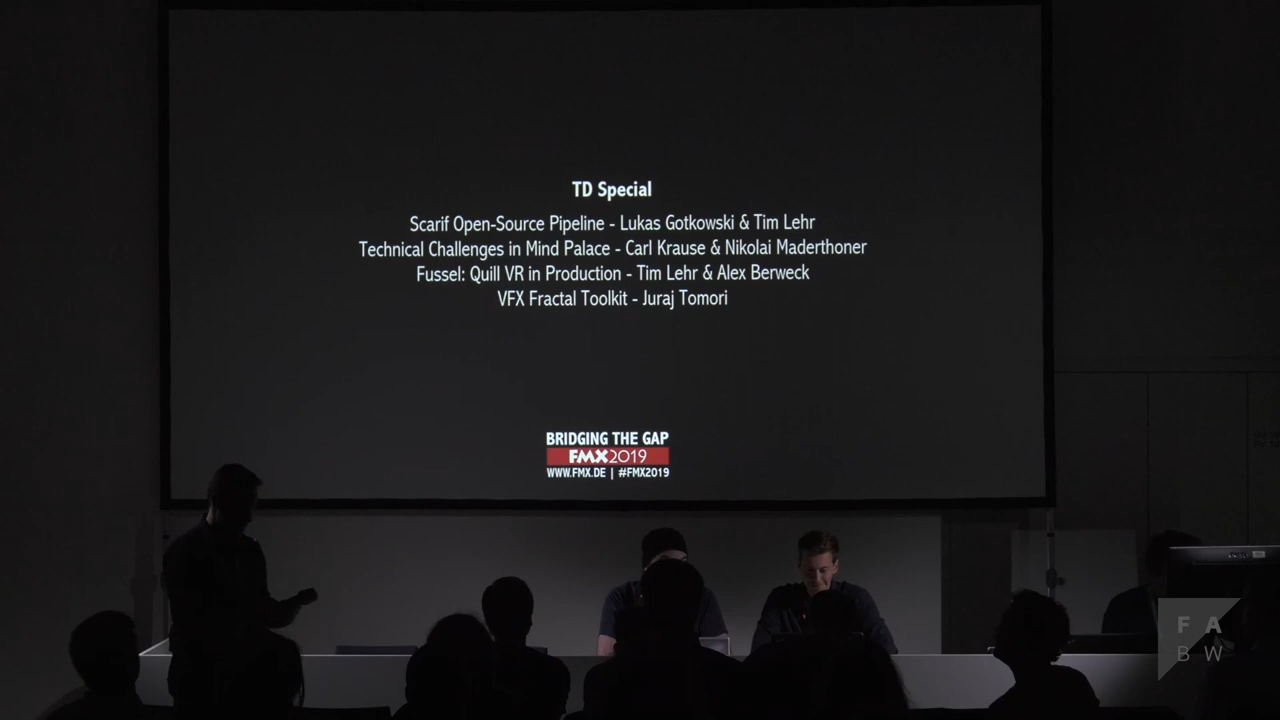 TD Special
Scarif Open-Source Pipeline - Lukas Gotkowski & Tim Lehr
Technical Challenges in Mind Palace - Carl Krause & Nikolai Maderthoner
Fussel: Quill VR in Production - Tim Lehr & Alex Berweck
VFX Fractal Toolkit - Juraj Tomori
BRIDGING THE GAP
FMX2019
WWW.FMX.DE | #FMX2019
F A
B W